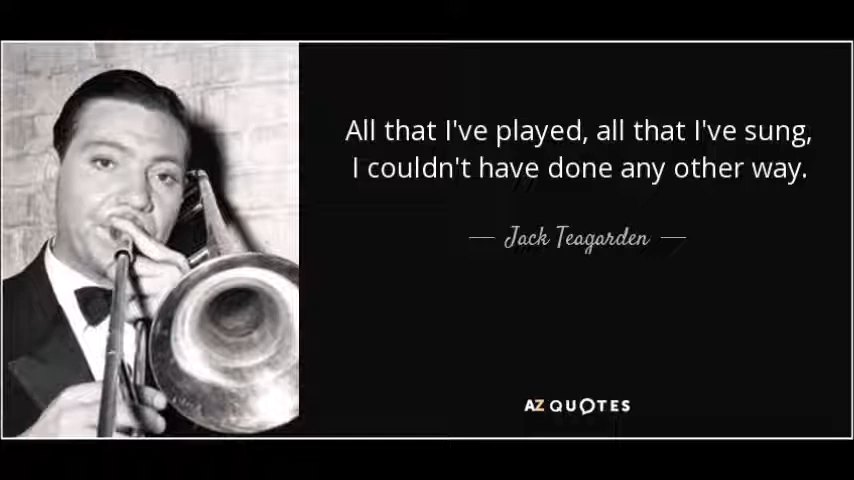 All that I've played, all that I've sung,
I couldn't have done any other way.
— Jack Teagarden —
AZ QUOTES